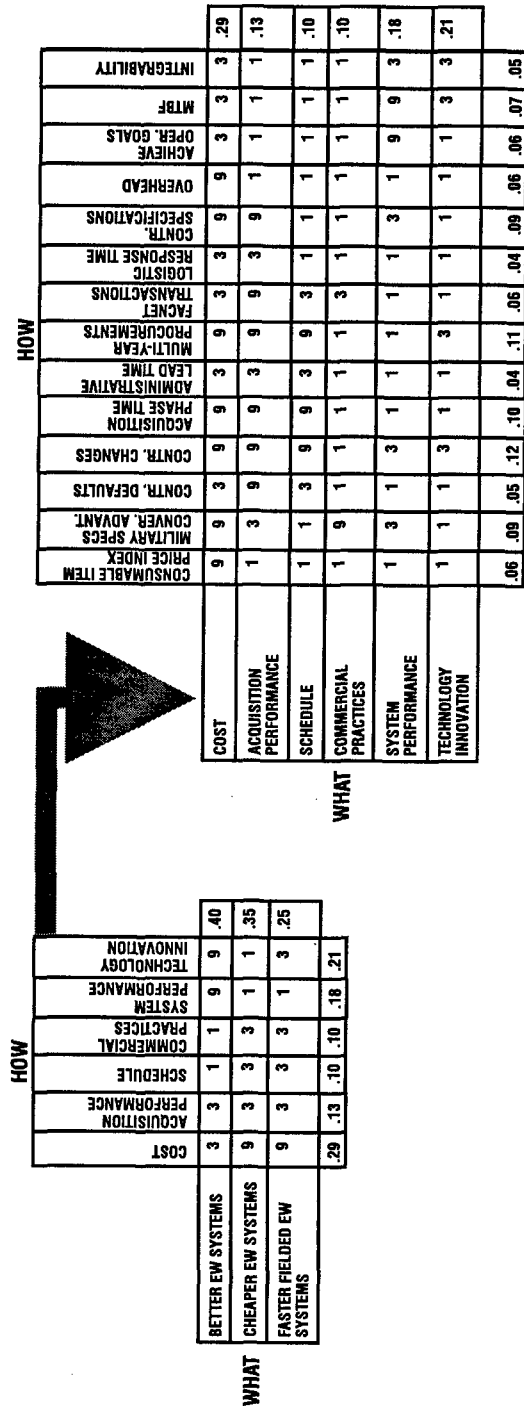 HOW
COST
ACQUISITION
PERFORMANCE
SCHEDULE
COMMERCIAL
PRACTICES
SYSTEM
PERFORMANCE
TECHNOLOGY
INNOVATION
WHAT
BETTER EW SYSTEMS 3 3 1 1 9 9 .40
CHEAPER EW SYSTEMS 9 3 3 3 1 1 .35
FASTER FIELDED EW
SYSTEMS 9 3 3 3 1 3 .25
.29 .13 .10 .10 .18 .21
HOW
CONSUMABLE ITEM
PRICE INDEX
MILITARY SPECS
CONVER. ADVANT.
CONTR. DEFAULTS
CONTR. CHANGES
ACQUISITION
PHASE TIME
ADMINISTRATIVE
LEAD TIME
MULTI-YEAR
PROCUREMENTS
FACNET
TRANSACTIONS
LOGISTIC
RESPONSE TIME
CONTR.
SPECIFICATIONS
OVERHEAD
ACHIEVE
OPER. GOALS
MTBF
INTEGRABILITY
WHAT
COST 9 9 3 9 9 3 9 3 3 9 9 3 3 3 .29
ACQUISITION
PERFORMANCE 1 3 9 9 9 3 9 9 3 9 1 1 1 1 .13
SCHEDULE 1 1 3 9 9 3 9 3 1 1 1 1 1 1 .10
COMMERCIAL
PRACTICES 1 9 1 1 1 1 1 3 1 1 1 1 1 1 .10
SYSTEM
PERFORMANCE 1 3 1 3 1 1 1 1 1 3 1 9 9 3 .18
TECHNOLOGY
INNOVATION 1 1 1 3 1 1 3 1 1 1 1 1 3 3 .21
.06 .09 .05 .12 .10 .04 .11 .06 .04 .09 .06 .06 .07 .05